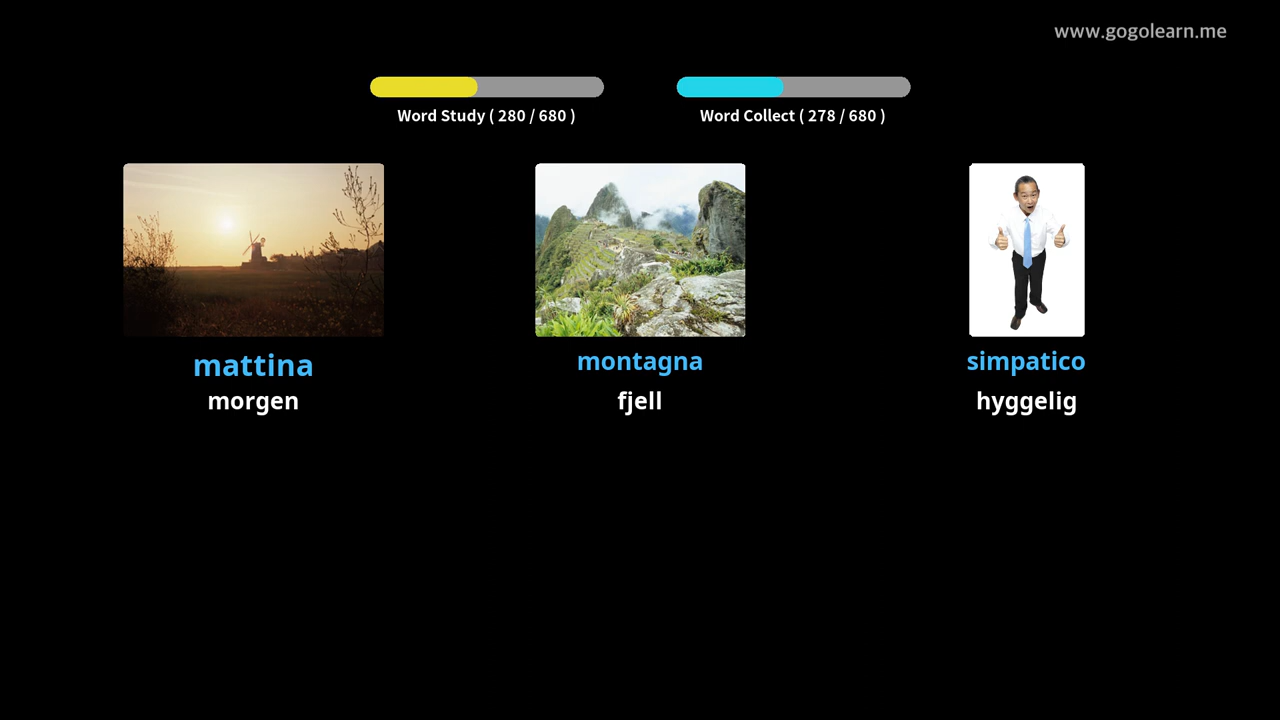 www.gogolearn.me
Word Study ( 280 / 680 )
Word Collect ( 278 / 680 )
mattina
morgen
montagna
fjell
simpatico
hyggelig